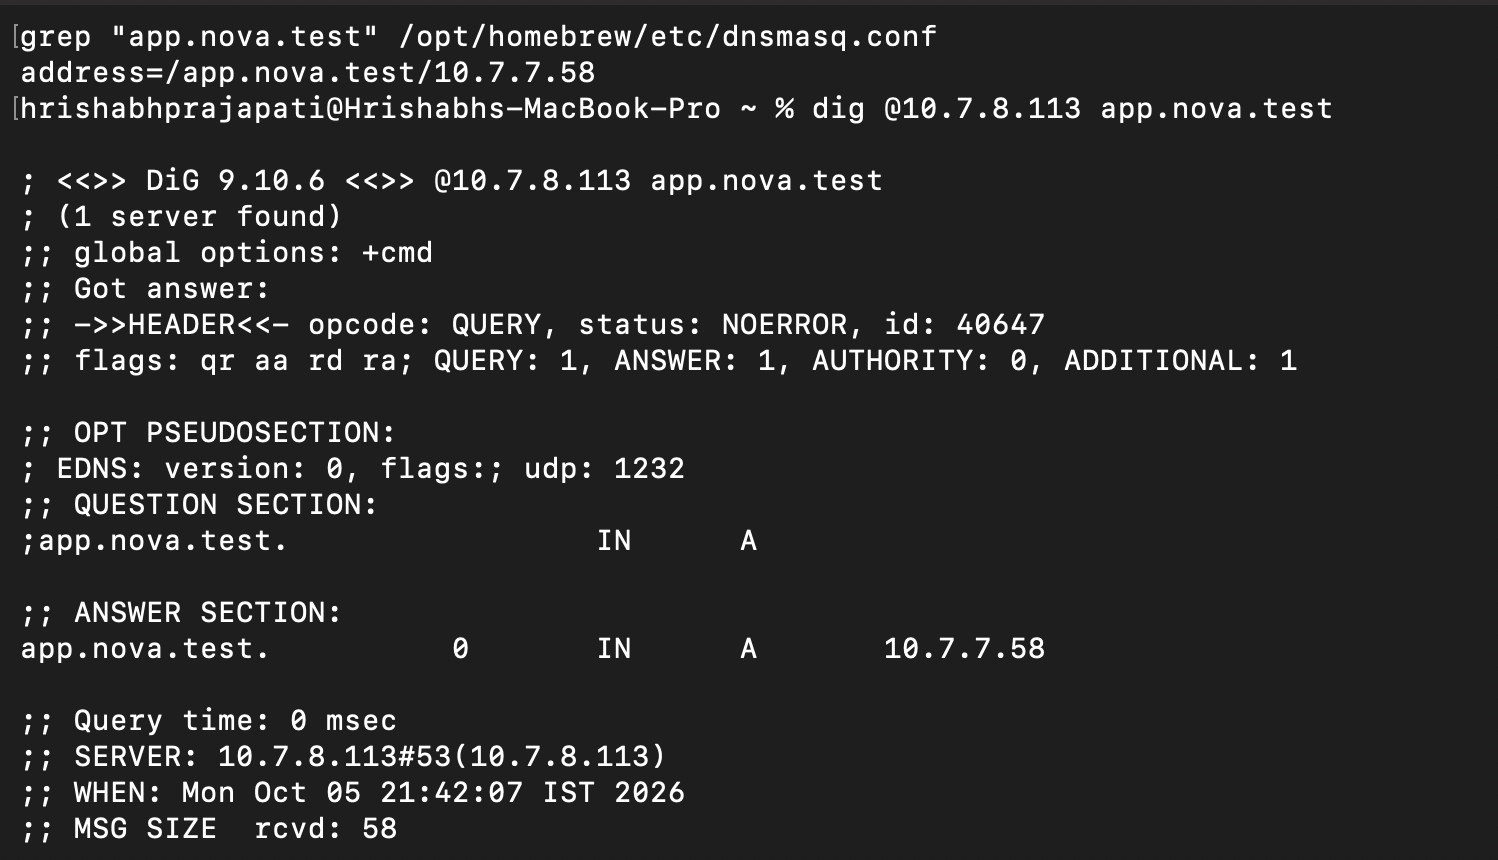 [grep "app.nova.test" /opt/homebrew/etc/dnsmasq.conf
address=/app.nova.test/10.7.7.58
[hrishabhprajapati@Hrishabhs-MacBook-Pro ~ % dig @10.7.8.113 app.nova.test

; <<>> DiG 9.10.6 <<>> @10.7.8.113 app.nova.test
; (1 server found)
;; global options: +cmd
;; Got answer:
;; ->>HEADER<<- opcode: QUERY, status: NOERROR, id: 40647
;; flags: qr aa rd ra; QUERY: 1, ANSWER: 1, AUTHORITY: 0, ADDITIONAL: 1

;; OPT PSEUDOSECTION:
; EDNS: version: 0, flags:; udp: 1232
;; QUESTION SECTION:
;app.nova.test.                 IN      A

;; ANSWER SECTION:
app.nova.test.          0       IN      A       10.7.7.58

;; Query time: 0 msec
;; SERVER: 10.7.8.113#53(10.7.8.113)
;; WHEN: Mon Oct 05 21:42:07 IST 2026
;; MSG SIZE  rcvd: 58